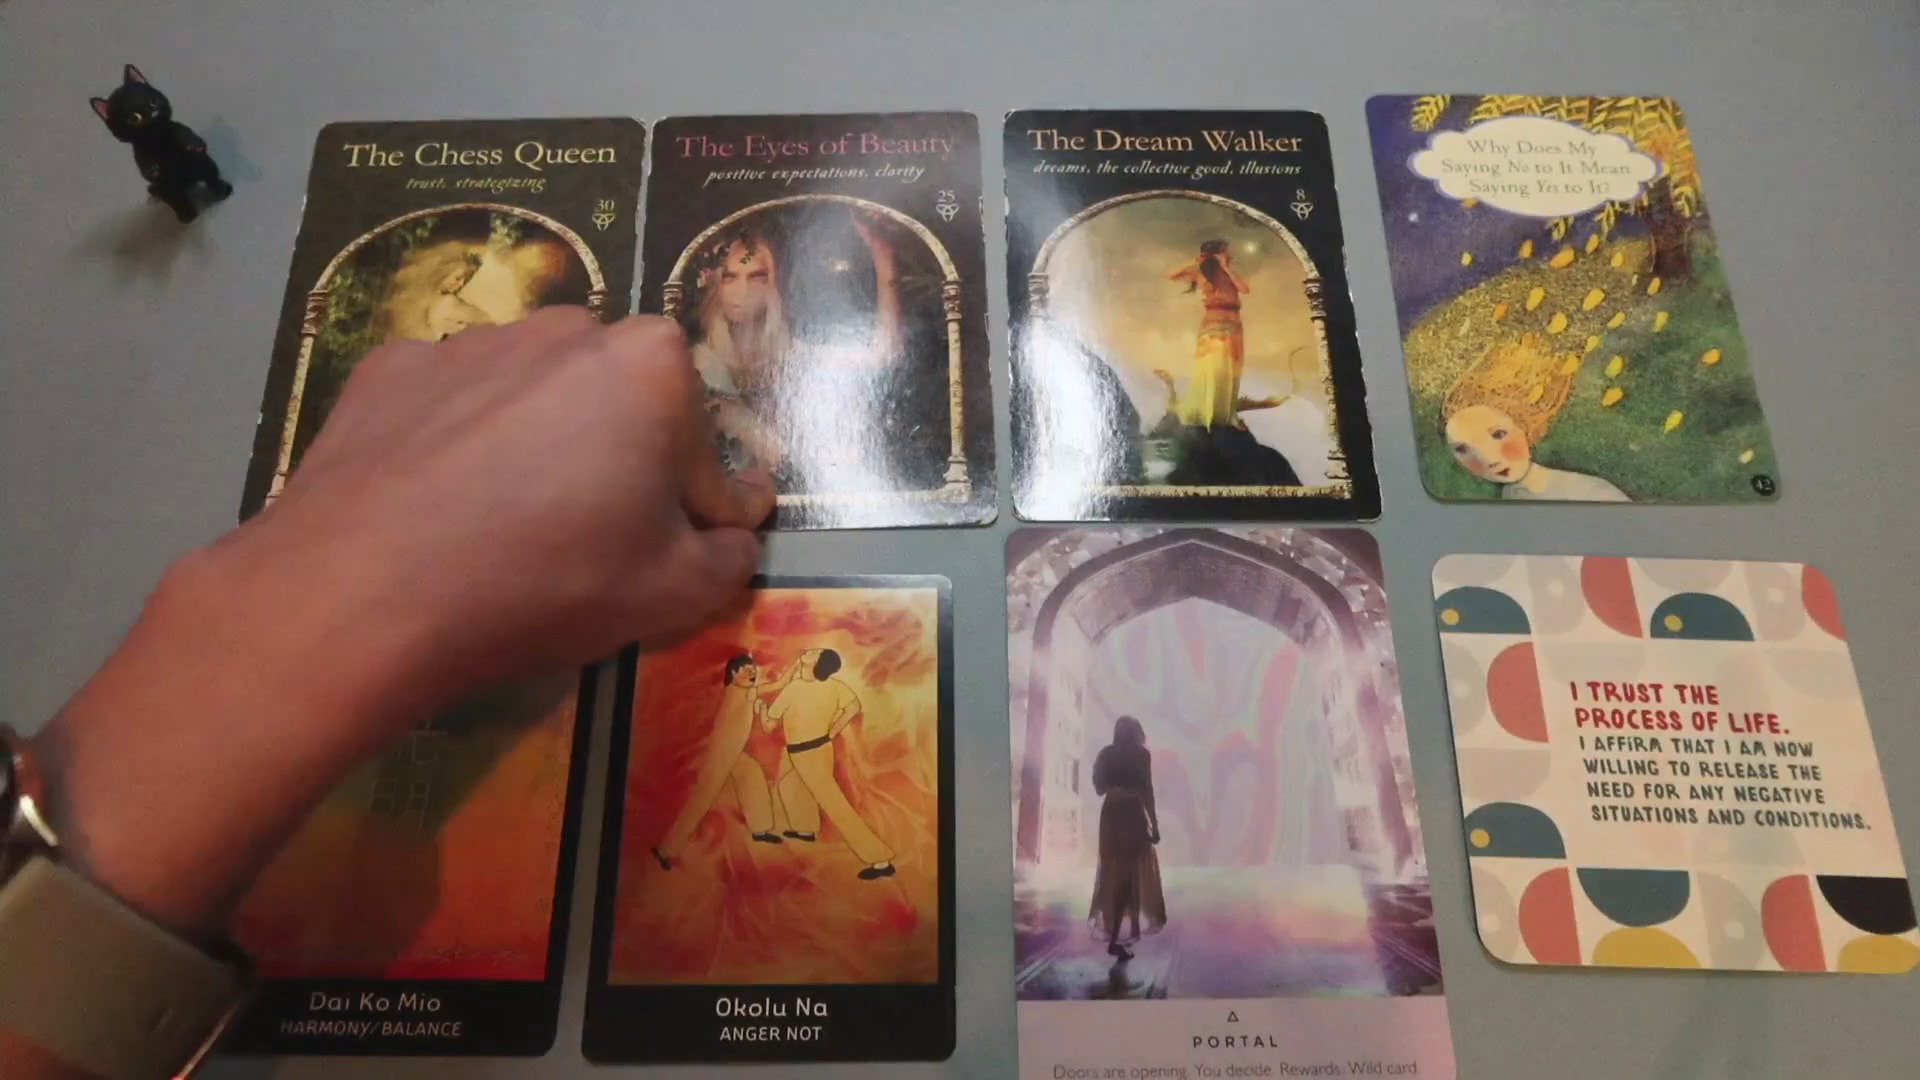 The Chess Queen
trust, strategizing
30
The Eyes of Beauty
positive expectations, clarity
25
The Dream Walker
dreams, the collective good, illusions
8
Why Does My
Saying No to It Mean
Saying Yes to It?
42
Dai Ko Mio
HARMONY/BALANCE
Okolu Na
ANGER NOT
PORTAL
Doors are opening. You decide. Rewards. Wild card
I TRUST THE
PROCESS OF LIFE.
I AFFIRM THAT I AM NOW
WILLING TO RELEASE THE
NEED FOR ANY NEGATIVE
SITUATIONS AND CONDITIONS.